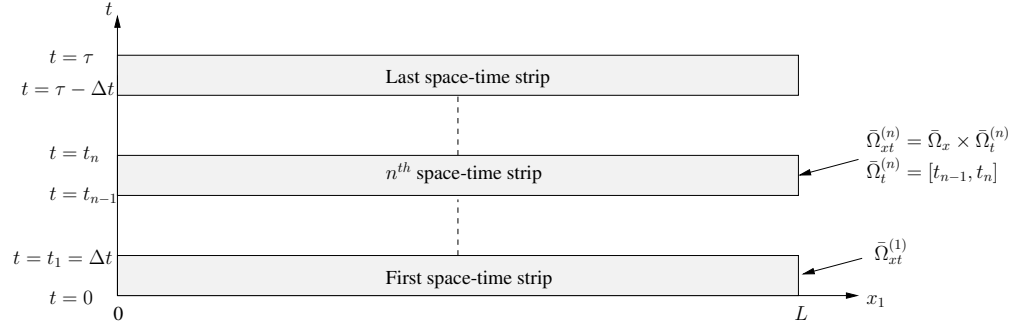 t
t = τ
Last space-time strip
t = τ − Δt
Ω̄_{xt}^{(n)} = Ω̄_x × Ω̄_t^{(n)}
t = t_n
n^{th} space-time strip
Ω̄_t^{(n)} = [t_{n−1}, t_n]
t = t_{n−1}
Ω̄_{xt}^{(1)}
t = t_1 = Δt
First space-time strip
t = 0
x_1
0
L